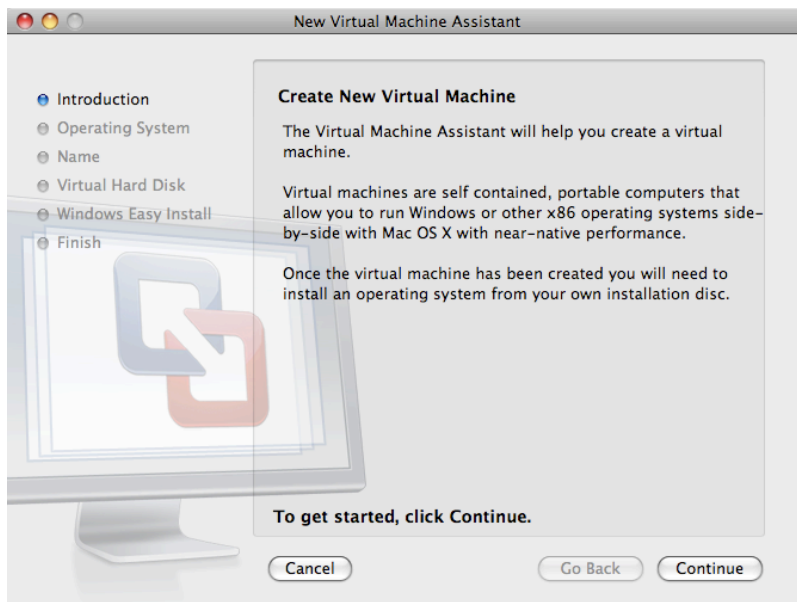 New Virtual Machine Assistant
Introduction
Operating System
Name
Virtual Hard Disk
Windows Easy Install
Finish
Create New Virtual Machine
The Virtual Machine Assistant will help you create a virtual
machine.
Virtual machines are self contained, portable computers that
allow you to run Windows or other x86 operating systems side-
by-side with Mac OS X with near-native performance.
Once the virtual machine has been created you will need to
install an operating system from your own installation disc.
To get started, click Continue.
Cancel
Go Back
Continue